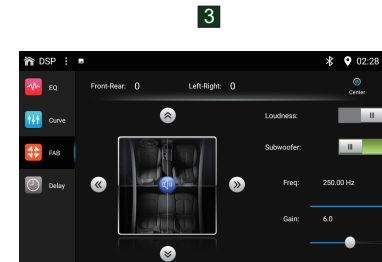 3
DSP
02:28
EQ
Front-Rear: 0 Left-Right: 0
Center
Curve
Loudness:
FAB
Subwoofer:
Delay
Freq: 250.00 Hz
Gain: 6.0